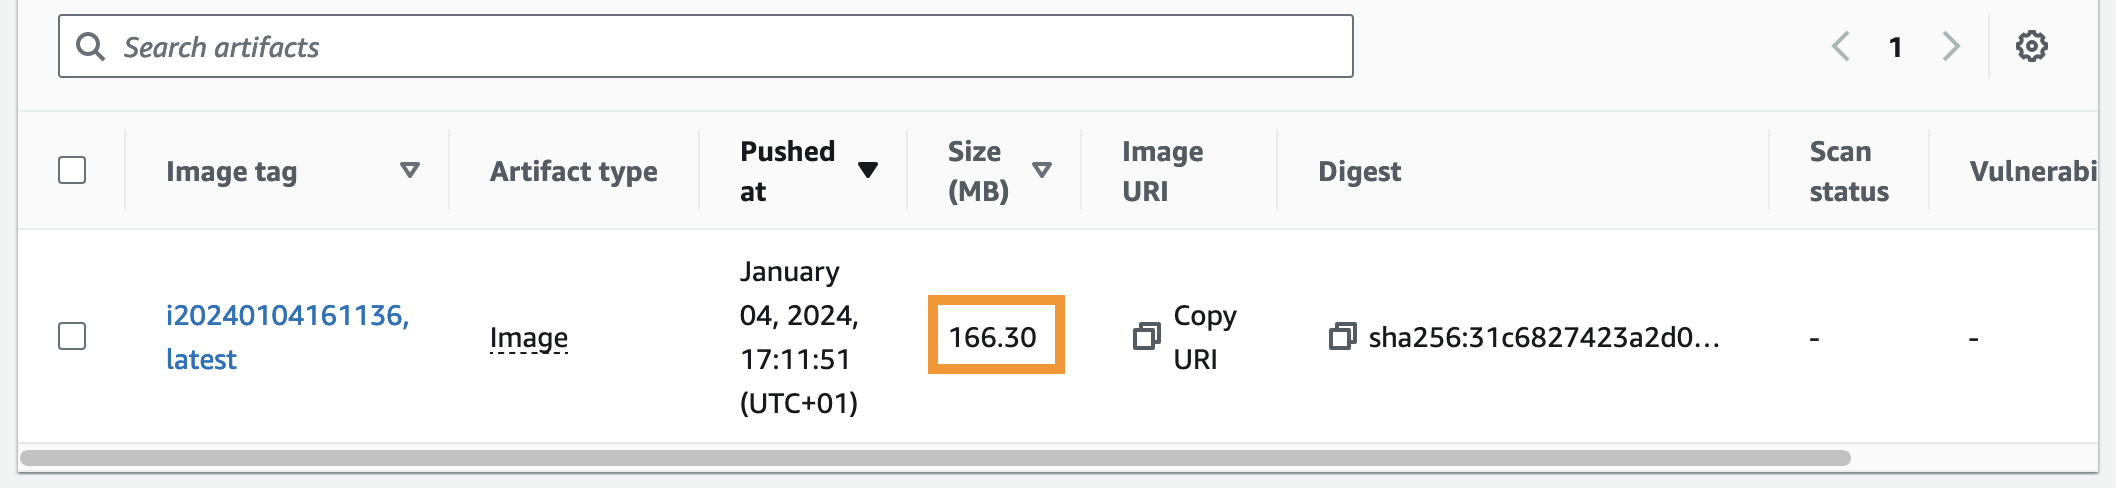 Search artifacts
1
Image tag
Artifact type
Pushed
at
Size
(MB)
Image
URI
Digest
Scan
status
Vulnerabi
i20240104161136,
latest
Image
January
04, 2024,
17:11:51
(UTC+01)
166.30
Copy
URI
sha256:31c6827423a2d0...
-
-